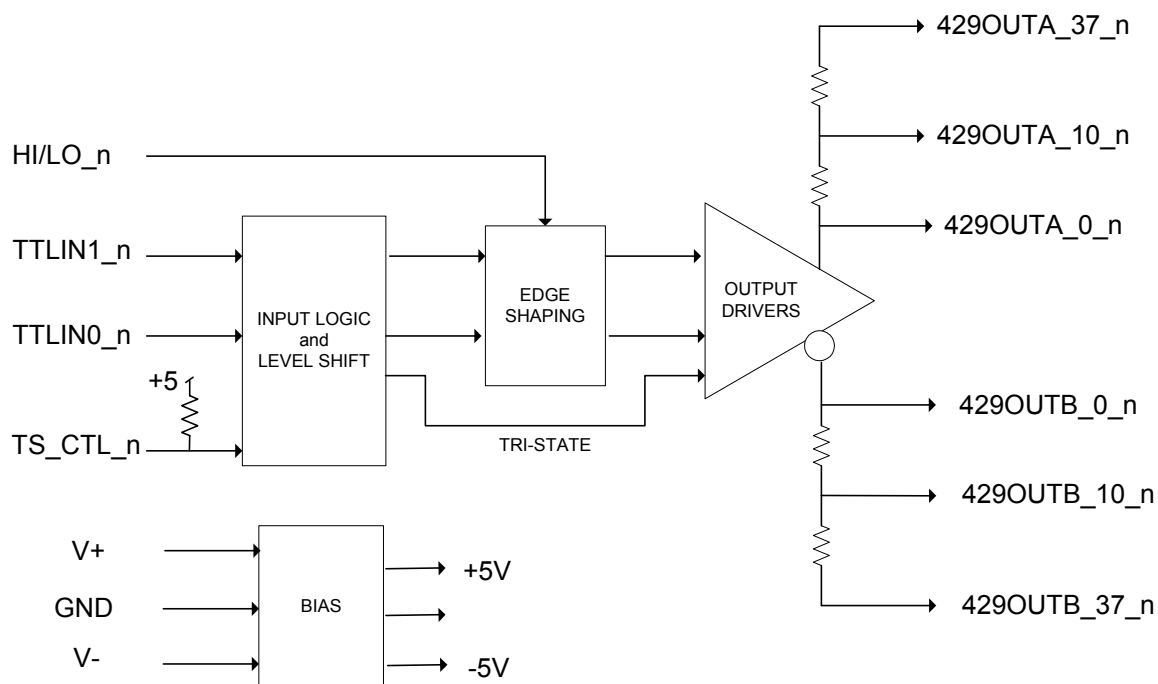 429OUTA_37_n
429OUTA_10_n
HI/LO_n
429OUTA_0_n
TTLIN1_n
EDGE
SHAPING
OUTPUT
DRIVERS
TTLIN0_n
INPUT LOGIC
and
LEVEL SHIFT
+5
429OUTB_0_n
TS_CTL_n
TRI-STATE
429OUTB_10_n
V+
+5V
GND
BIAS
429OUTB_37_n
V-
-5V